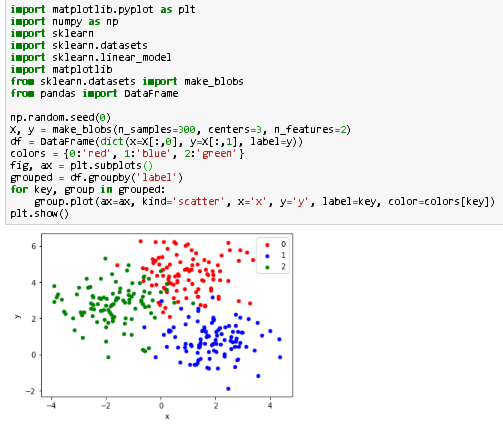 import matplotlib.pyplot as plt
import numpy as np
import sklearn
import sklearn.datasets
import sklearn.linear_model
import matplotlib
from sklearn.datasets import make_blobs
from pandas import DataFrame

np.random.seed(0)
X, y = make_blobs(n_samples=300, centers=3, n_features=2)
df = DataFrame(dict(x=X[:,0], y=X[:,1], label=y))
colors = {0:'red', 1:'blue', 2:'green'}
fig, ax = plt.subplots()
grouped = df.groupby('label')
for key, group in grouped:
    group.plot(ax=ax, kind='scatter', x='x', y='y', label=key, color=colors[key])
plt.show()
0
1
2
6
4
2
0
−2
y
−4 −2 0 2 4
x